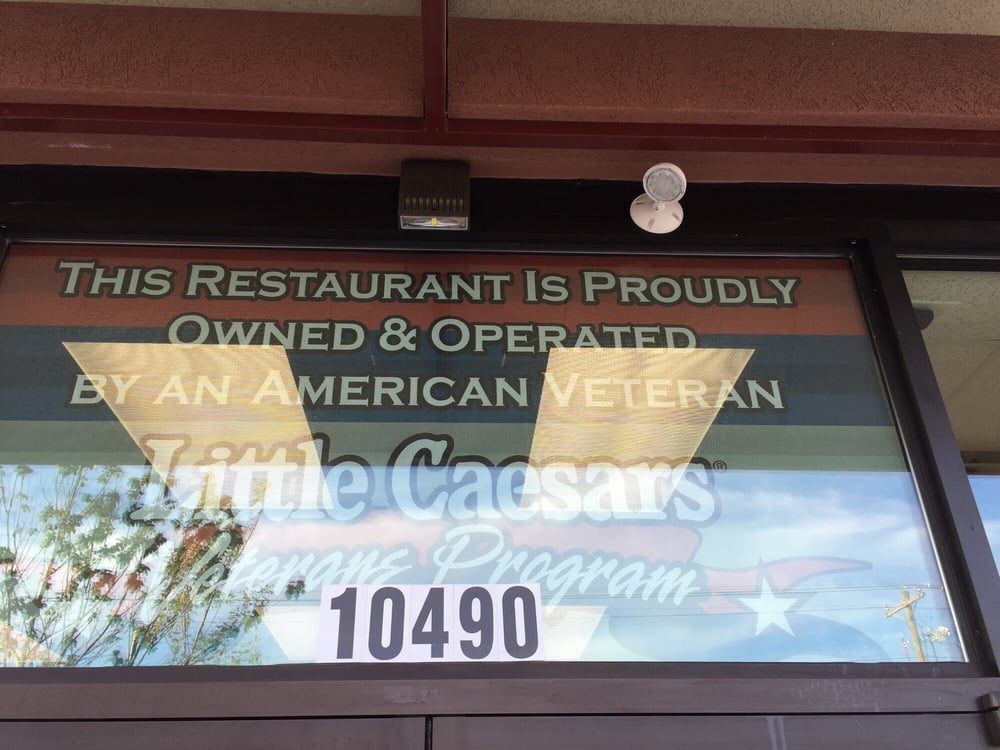 THIS RESTAURANT IS PROUDLY
OWNED & OPERATED
BY AN AMERICAN VETERAN
Little Caesars®
Veterans Program
10490